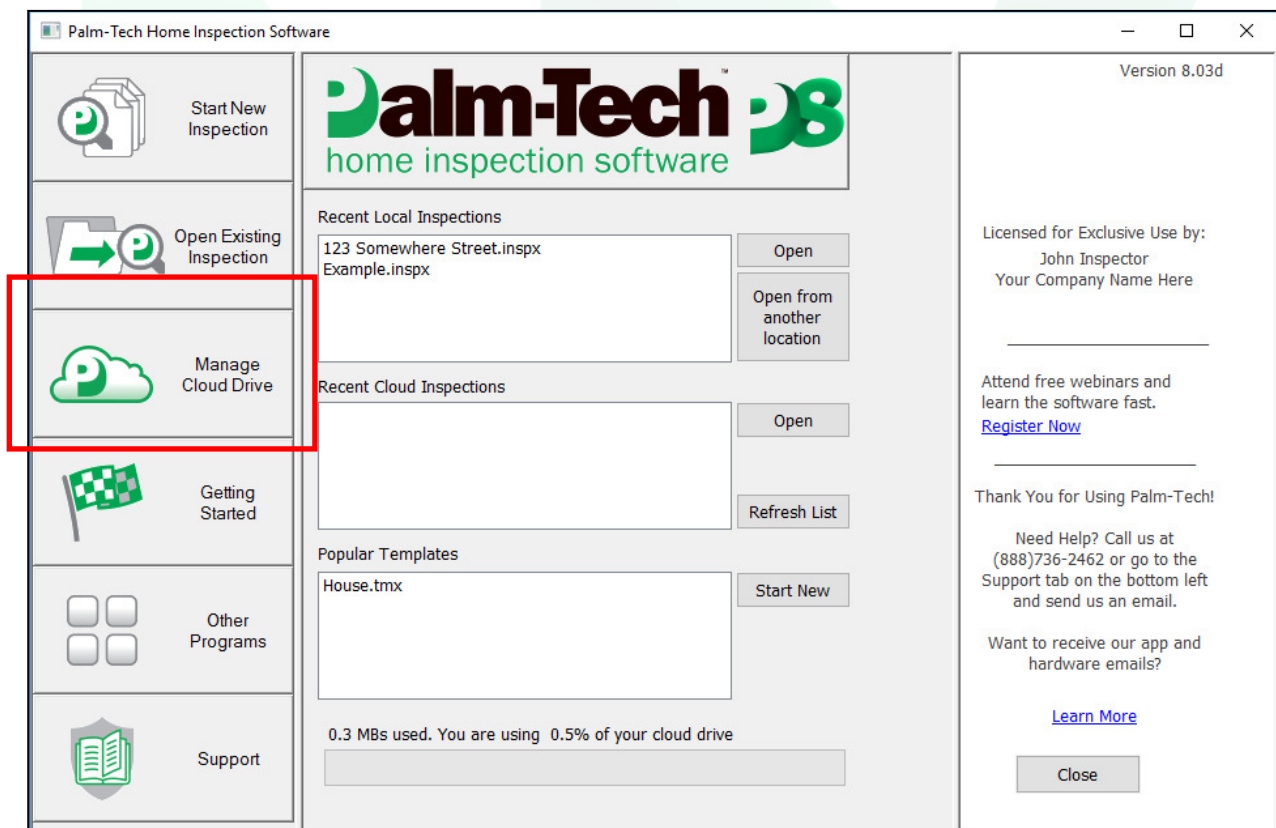 Palm-Tech Home Inspection Software
Start New
Inspection
Open Existing
Inspection
Manage
Cloud Drive
Getting
Started
Other
Programs
Support
Palm-Tech™ P8
home inspection software
Recent Local Inspections
123 Somewhere Street.inspx
Example.inspx
Open
Open from
another
location
Recent Cloud Inspections
Open
Refresh List
Popular Templates
House.tmx
Start New
0.3 MBs used. You are using 0.5% of your cloud drive
Version 8.03d
Licensed for Exclusive Use by:
John Inspector
Your Company Name Here
Attend free webinars and
learn the software fast.
Register Now
Thank You for Using Palm-Tech!
Need Help? Call us at
(888)736-2462 or go to the
Support tab on the bottom left
and send us an email.
Want to receive our app and
hardware emails?
Learn More
Close